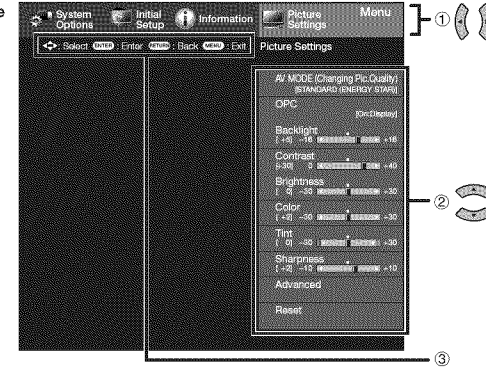 e
System Options
Initial Setup
Information
Picture Settings
Menu
①
: Select ENTER : Enter RETURN : Back MENU : Exit
Picture Settings
AV MODE (Changing Pic.Quality)
[STANDARD (ENERGY STAR)]
OPC
[On:Display]
Backlight
[ +5] −16 +16
Contrast
[+30] 0 +40
Brightness
[ 0] −30 +30
Color
[ +2] −30 +30
Tint
[ 0] −30 +30
Sharpness
[ +2] −10 +10
Advanced
Reset
②
③